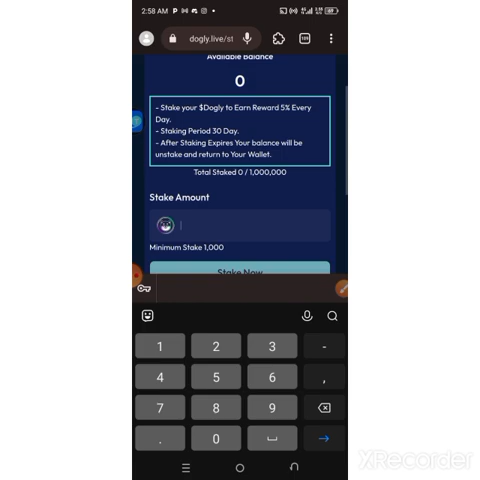 2:58 AM
69
dogly.live/st
109
Available Balance
0
- Stake your $Dogly to Earn Reward 5% Every
Day.
- Staking Period 30 Day.
- After Staking Expires Your balance will be
unstake and return to Your Wallet.
Total Staked 0 / 1,000,000
Stake Amount
Minimum Stake 1,000
Stake Now
1 2 3 -
4 5 6 ,
7 8 9
. 0
XRecorder